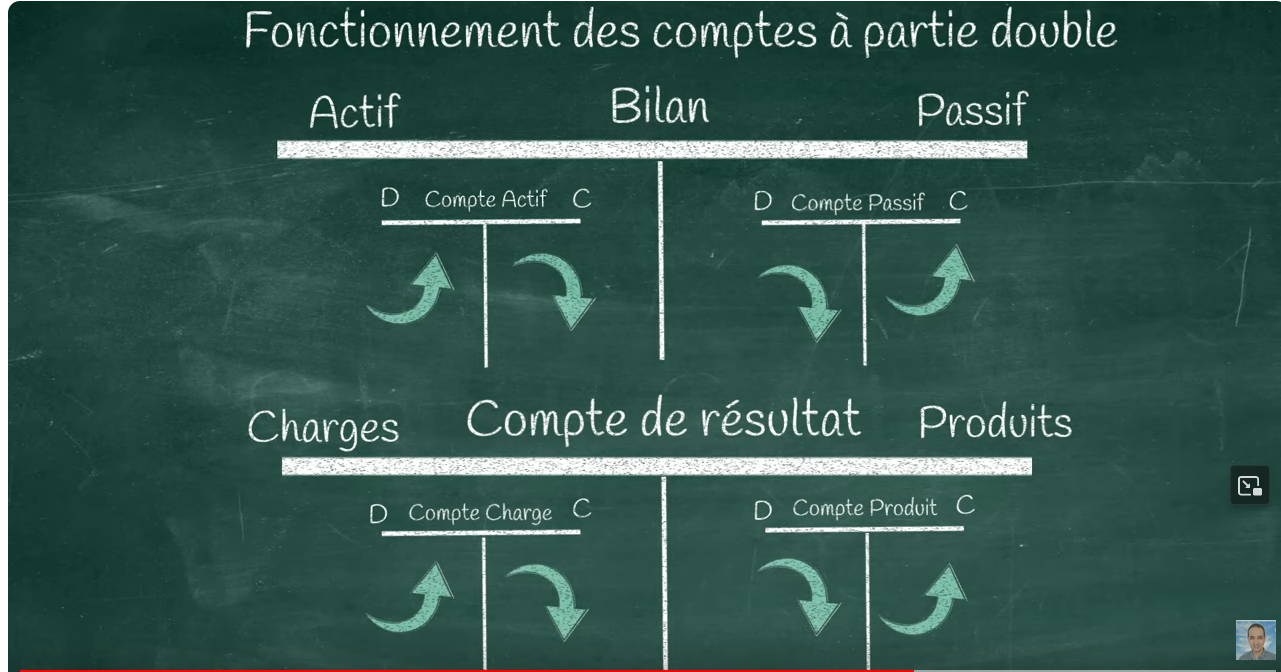 Fonctionnement des comptes à partie double
Actif Bilan Passif
D Compte Actif C D Compte Passif C
Charges Compte de résultat Produits
D Compte Charge C D Compte Produit C